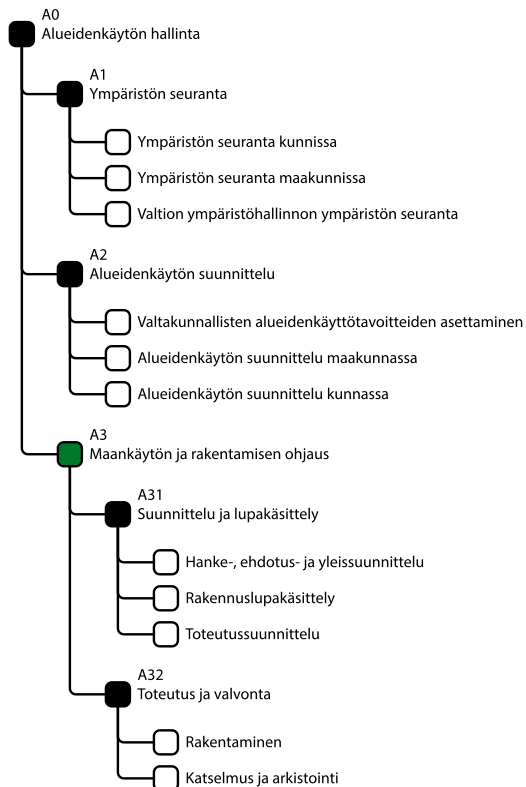 A0
Alueidenkäytön hallinta
A1
Ympäristön seuranta
Ympäristön seuranta kunnissa
Ympäristön seuranta maakunnissa
Valtion ympäristöhallinnon ympäristön seuranta
A2
Alueidenkäytön suunnittelu
Valtakunnallisten alueidenkäyttötavoitteiden asettaminen
Alueidenkäytön suunnittelu maakunnassa
Alueidenkäytön suunnittelu kunnassa
A3
Maankäytön ja rakentamisen ohjaus
A31
Suunnittelu ja lupakäsittely
Hanke-, ehdotus- ja yleissuunnittelu
Rakennuslupakäsittely
Toteutussuunnittelu
A32
Toteutus ja valvonta
Rakentaminen
Katselmus ja arkistointi